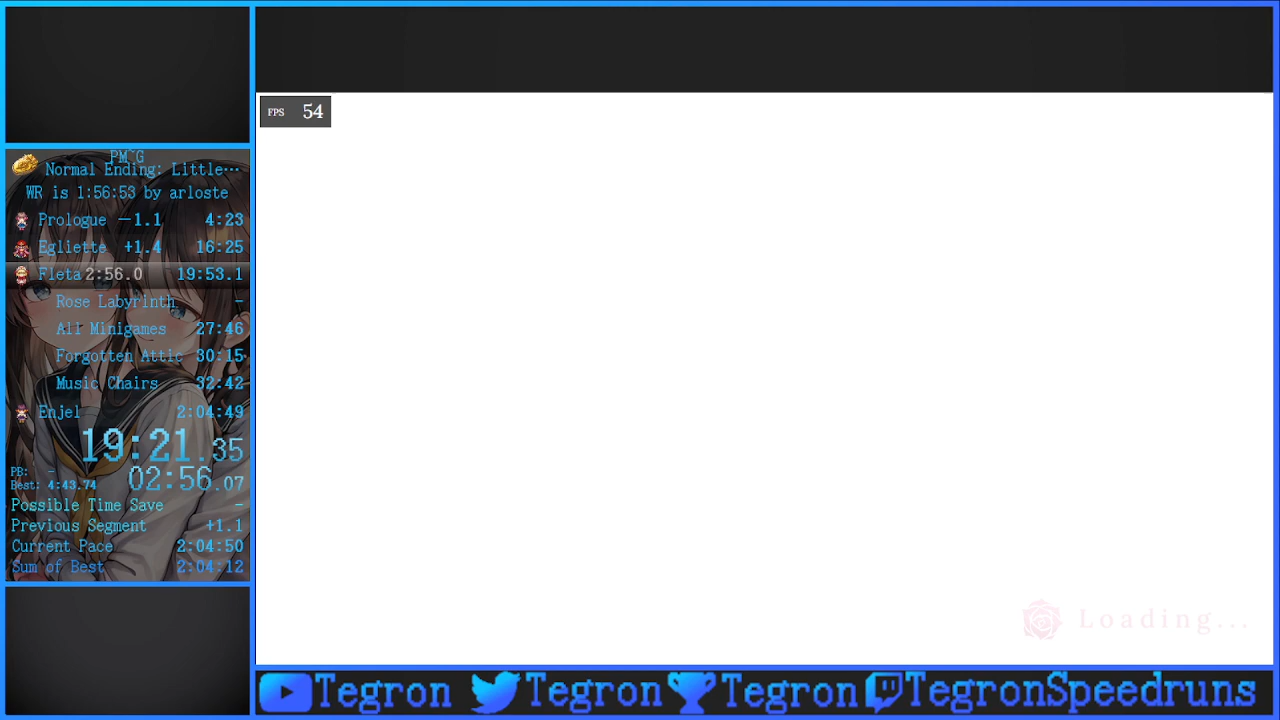 PM~G
Normal Ending: Little…
WR is 1:56:53 by arloste
Prologue −1.1 4:23
Egliette +1.4 16:25
Fleta 2:56.0 19:53.1
Rose Labyrinth -
All Minigames 27:46
Forgotten Attic 30:15
Music Chairs 32:42
Enjel 2:04:49
19:21.35
PB: -
Best: 4:43.74
02:56.07
Possible Time Save -
Previous Segment +1.1
Current Pace 2:04:50
Sum of Best 2:04:12
FPS 54
Loading...
Tegron Tegron Tegron TegronSpeedruns